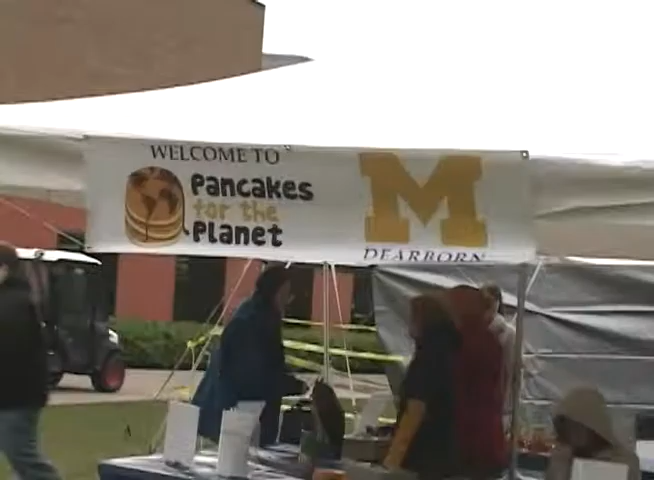 WELCOME TO
Pancakes
for the
Planet
M
DEARBORN